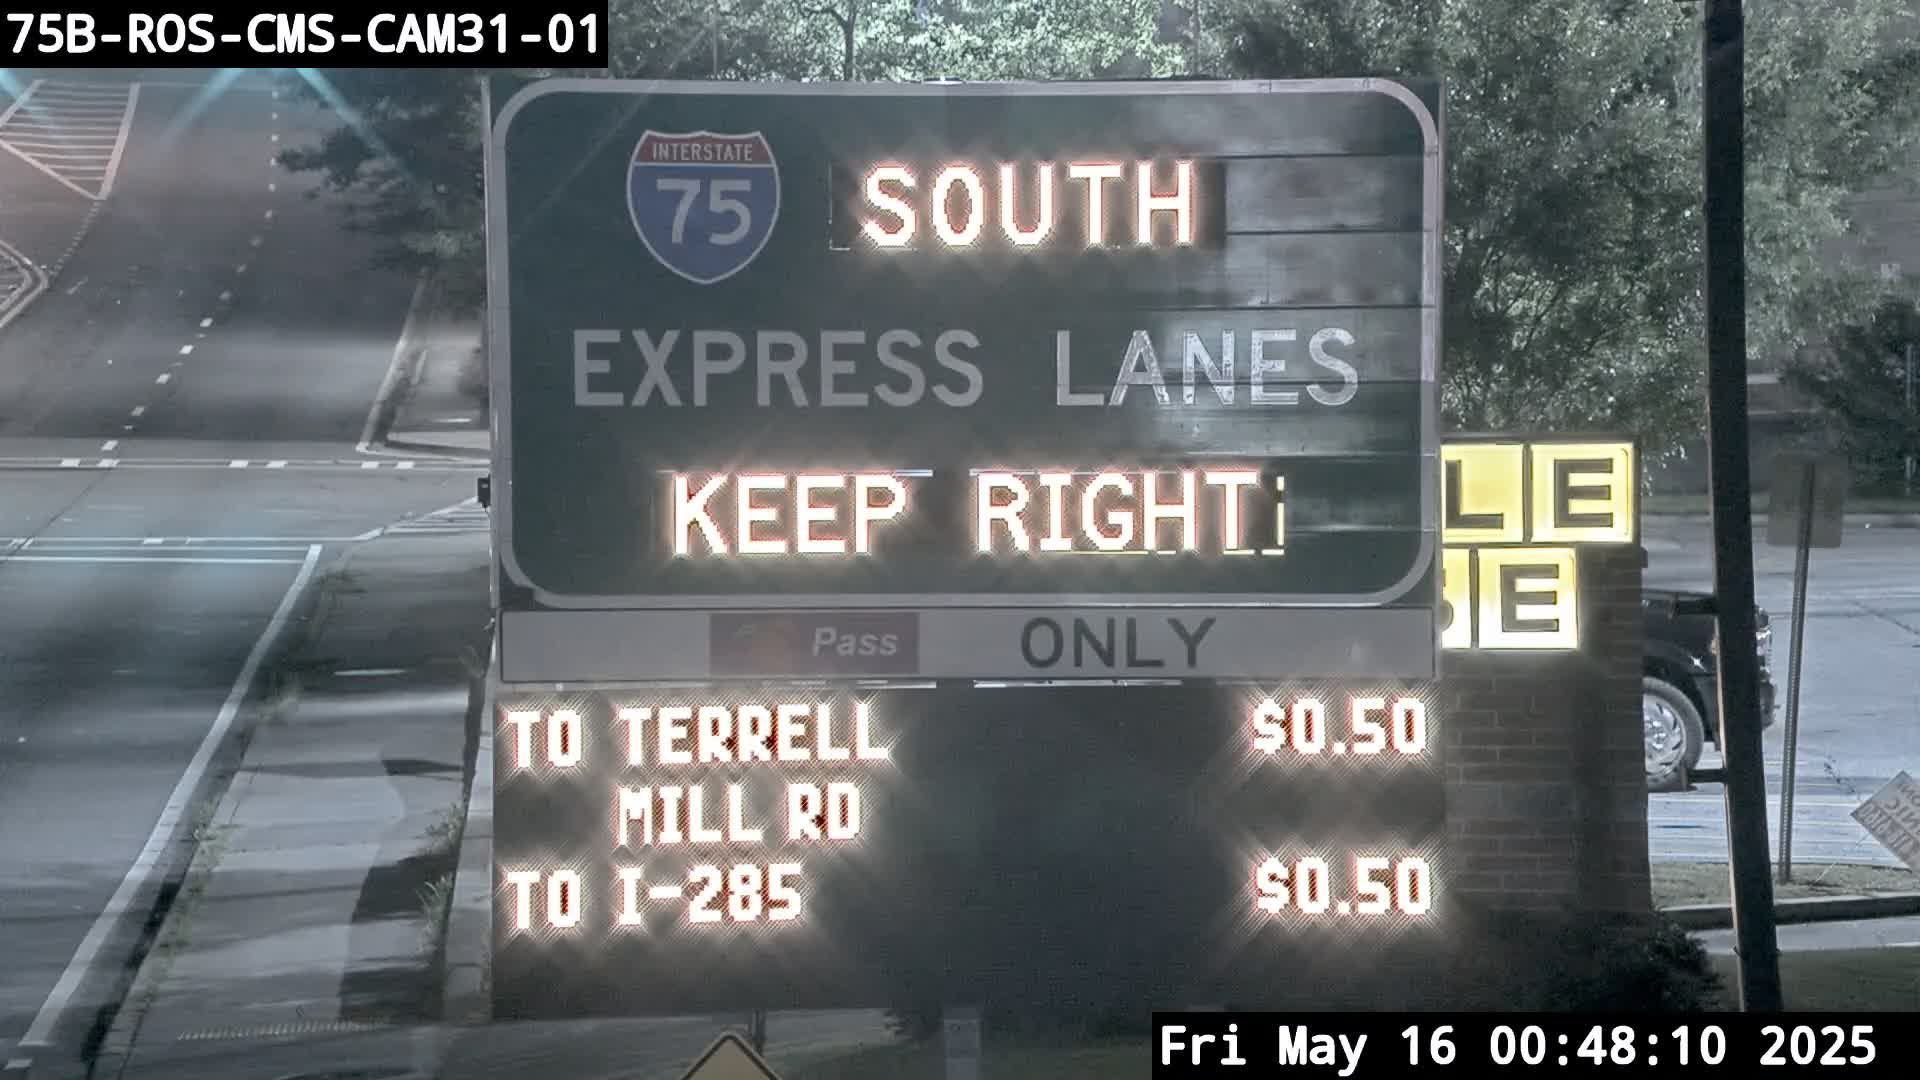 75B-ROS-CMS-CAM31-01
INTERSTATE
75
SOUTH
EXPRESS LANES
KEEP RIGHT
Pass ONLY
TO TERRELL $0.50
MILL RD
TO I-285 $0.50
LE
E
Fri May 16 00:48:10 2025